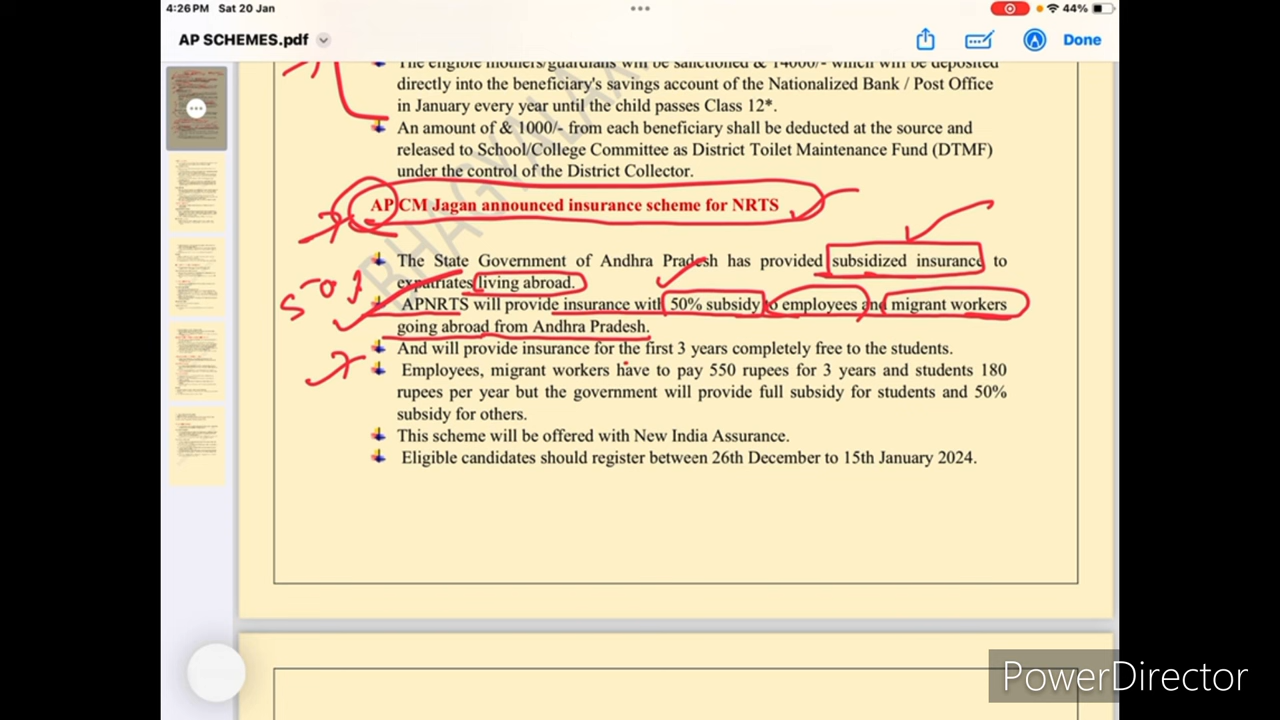 4:26 PM Sat 20 Jan
44%
AP SCHEMES.pdf
Done
The eligible mothers/guardians will be sanctioned & 14000/- which will be deposited
directly into the beneficiary's savings account of the Nationalized Bank / Post Office
in January every year until the child passes Class 12*.
An amount of & 1000/- from each beneficiary shall be deducted at the source and
released to School/College Committee as District Toilet Maintenance Fund (DTMF)
under the control of the District Collector.
AP CM Jagan announced insurance scheme for NRTS
The State Government of Andhra Pradesh has provided subsidized insurance to
expatriates living abroad.
APNRTS will provide insurance with 50% subsidy to employees and migrant workers
going abroad from Andhra Pradesh.
And will provide insurance for the first 3 years completely free to the students.
Employees, migrant workers have to pay 550 rupees for 3 years and students 180
rupees per year but the government will provide full subsidy for students and 50%
subsidy for others.
This scheme will be offered with New India Assurance.
Eligible candidates should register between 26th December to 15th January 2024.
BHAGYALAX
PowerDirector